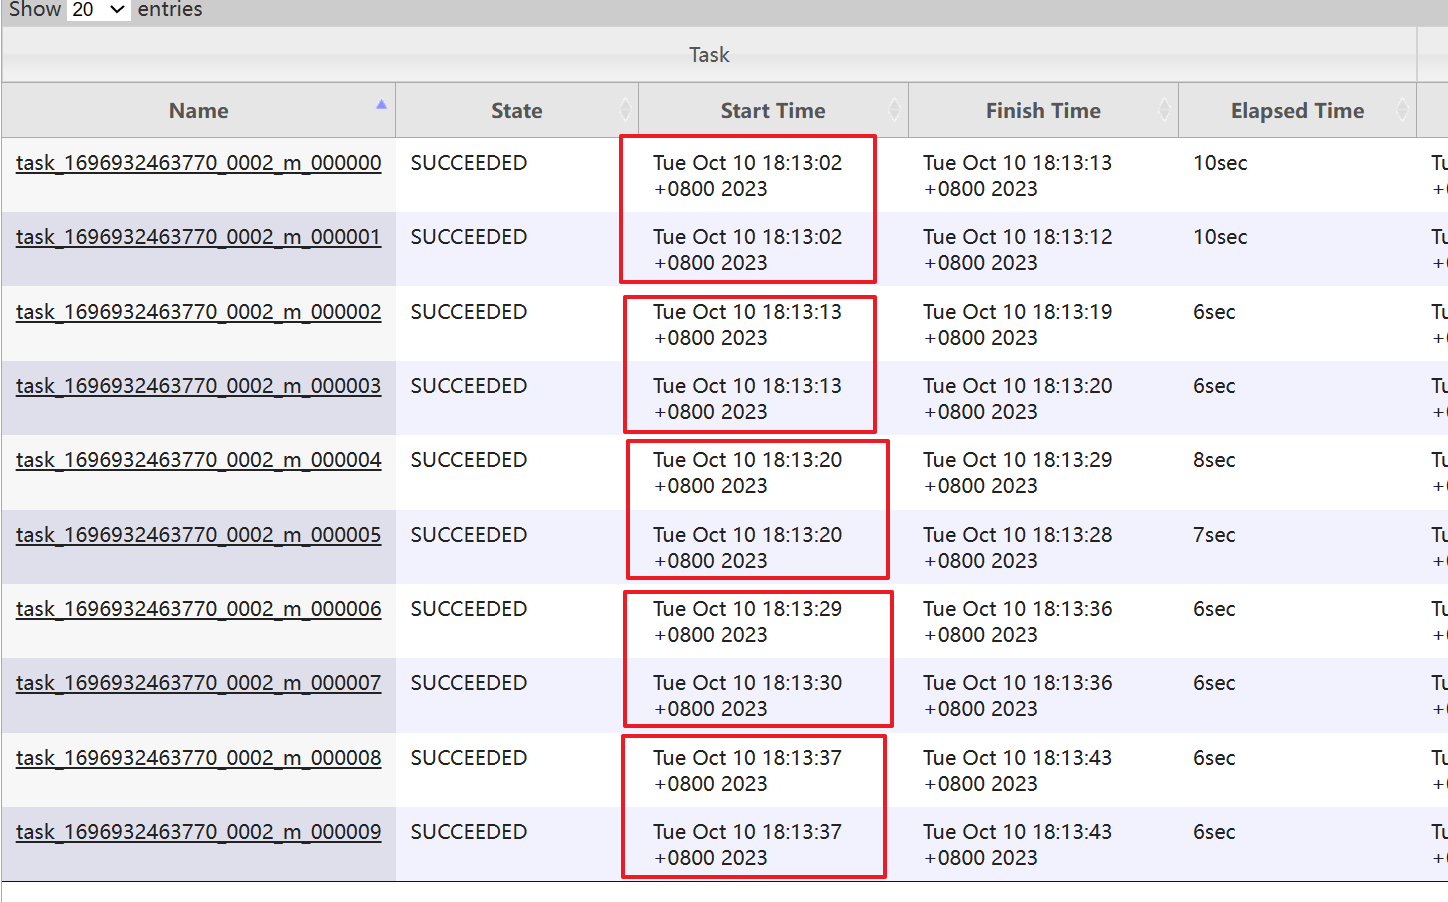 Show 20 entries
Task
Name State Start Time Finish Time Elapsed Time
task_1696932463770_0002_m_000000 SUCCEEDED Tue Oct 10 18:13:02 Tue Oct 10 18:13:13 10sec
+0800 2023 +0800 2023
task_1696932463770_0002_m_000001 SUCCEEDED Tue Oct 10 18:13:02 Tue Oct 10 18:13:12 10sec
+0800 2023 +0800 2023
task_1696932463770_0002_m_000002 SUCCEEDED Tue Oct 10 18:13:13 Tue Oct 10 18:13:19 6sec
+0800 2023 +0800 2023
task_1696932463770_0002_m_000003 SUCCEEDED Tue Oct 10 18:13:13 Tue Oct 10 18:13:20 6sec
+0800 2023 +0800 2023
task_1696932463770_0002_m_000004 SUCCEEDED Tue Oct 10 18:13:20 Tue Oct 10 18:13:29 8sec
+0800 2023 +0800 2023
task_1696932463770_0002_m_000005 SUCCEEDED Tue Oct 10 18:13:20 Tue Oct 10 18:13:28 7sec
+0800 2023 +0800 2023
task_1696932463770_0002_m_000006 SUCCEEDED Tue Oct 10 18:13:29 Tue Oct 10 18:13:36 6sec
+0800 2023 +0800 2023
task_1696932463770_0002_m_000007 SUCCEEDED Tue Oct 10 18:13:30 Tue Oct 10 18:13:36 6sec
+0800 2023 +0800 2023
task_1696932463770_0002_m_000008 SUCCEEDED Tue Oct 10 18:13:37 Tue Oct 10 18:13:43 6sec
+0800 2023 +0800 2023
task_1696932463770_0002_m_000009 SUCCEEDED Tue Oct 10 18:13:37 Tue Oct 10 18:13:43 6sec
+0800 2023 +0800 2023